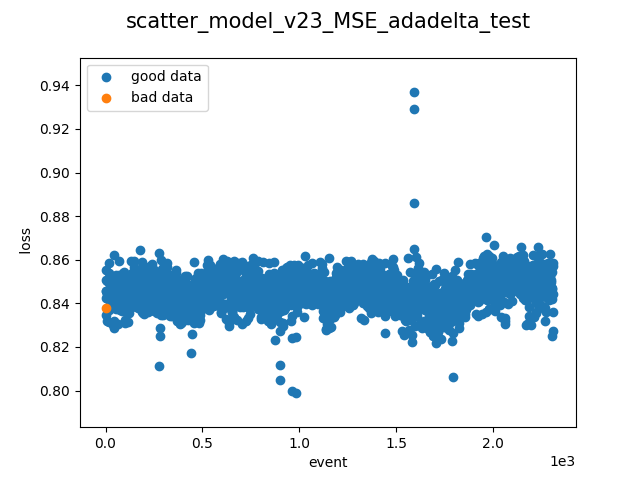 scatter_model_v23_MSE_adadelta_test
good data
bad data
loss
0.94
0.92
0.90
0.88
0.86
0.84
0.82
0.80
0.0
0.5
1.0
1.5
2.0
1e3
event